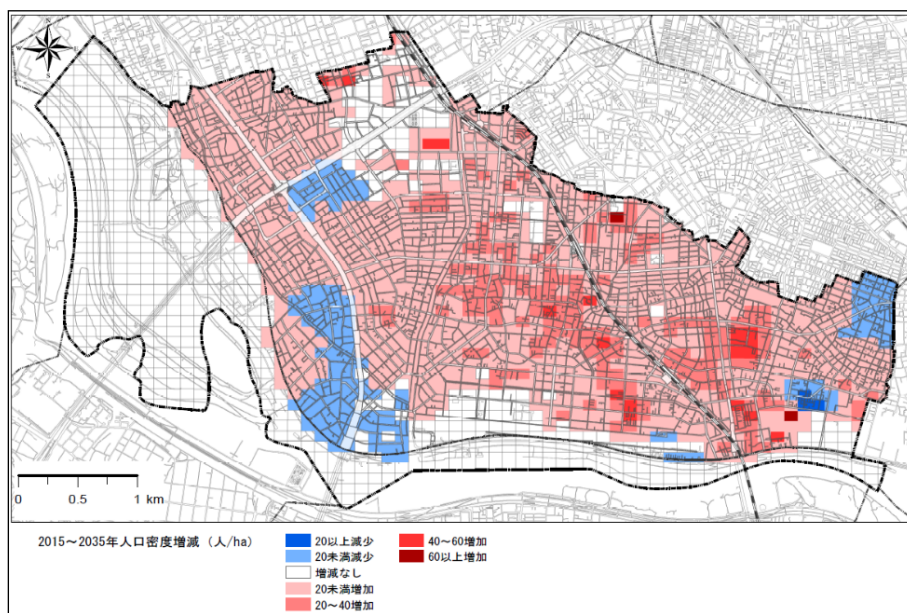 N
W
E
S
0 0.5 1 km
2015～2035年人口密度増減（人/ha）
20以上減少
20未満減少
増減なし
20未満増加
20～40増加
40～60増加
60以上増加